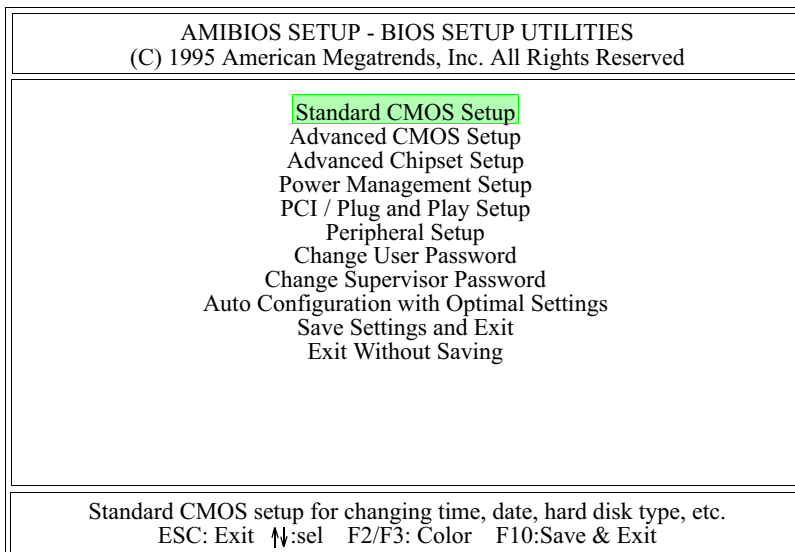 AMIBIOS SETUP - BIOS SETUP UTILITIES
(C) 1995 American Megatrends, Inc. All Rights Reserved
Standard CMOS Setup
Advanced CMOS Setup
Advanced Chipset Setup
Power Management Setup
PCI / Plug and Play Setup
Peripheral Setup
Change User Password
Change Supervisor Password
Auto Configuration with Optimal Settings
Save Settings and Exit
Exit Without Saving
Standard CMOS setup for changing time, date, hard disk type, etc.
ESC: Exit ↑↓:sel F2/F3: Color F10:Save & Exit